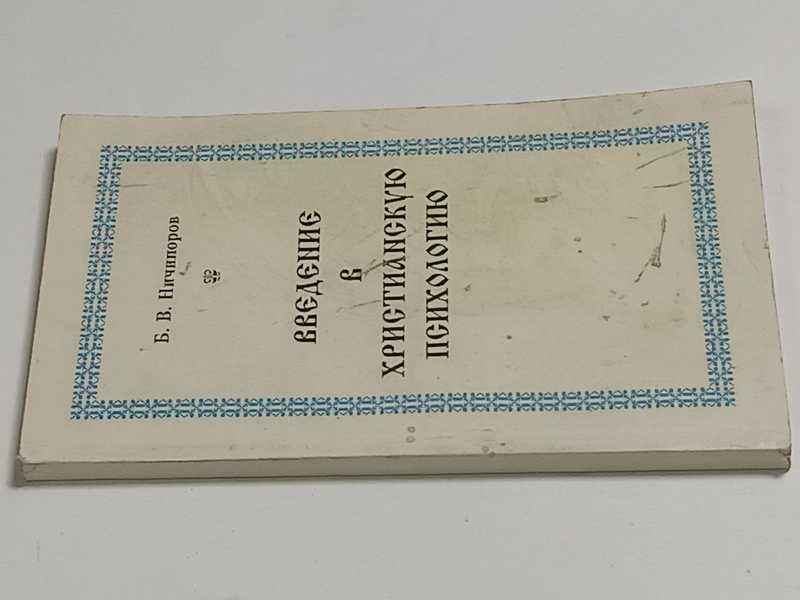 Б. В. Ничипоров
ВВЕДЕНИЕ
В
ХРИСТИАНСКУЮ
ПСИХОЛОГИЮ